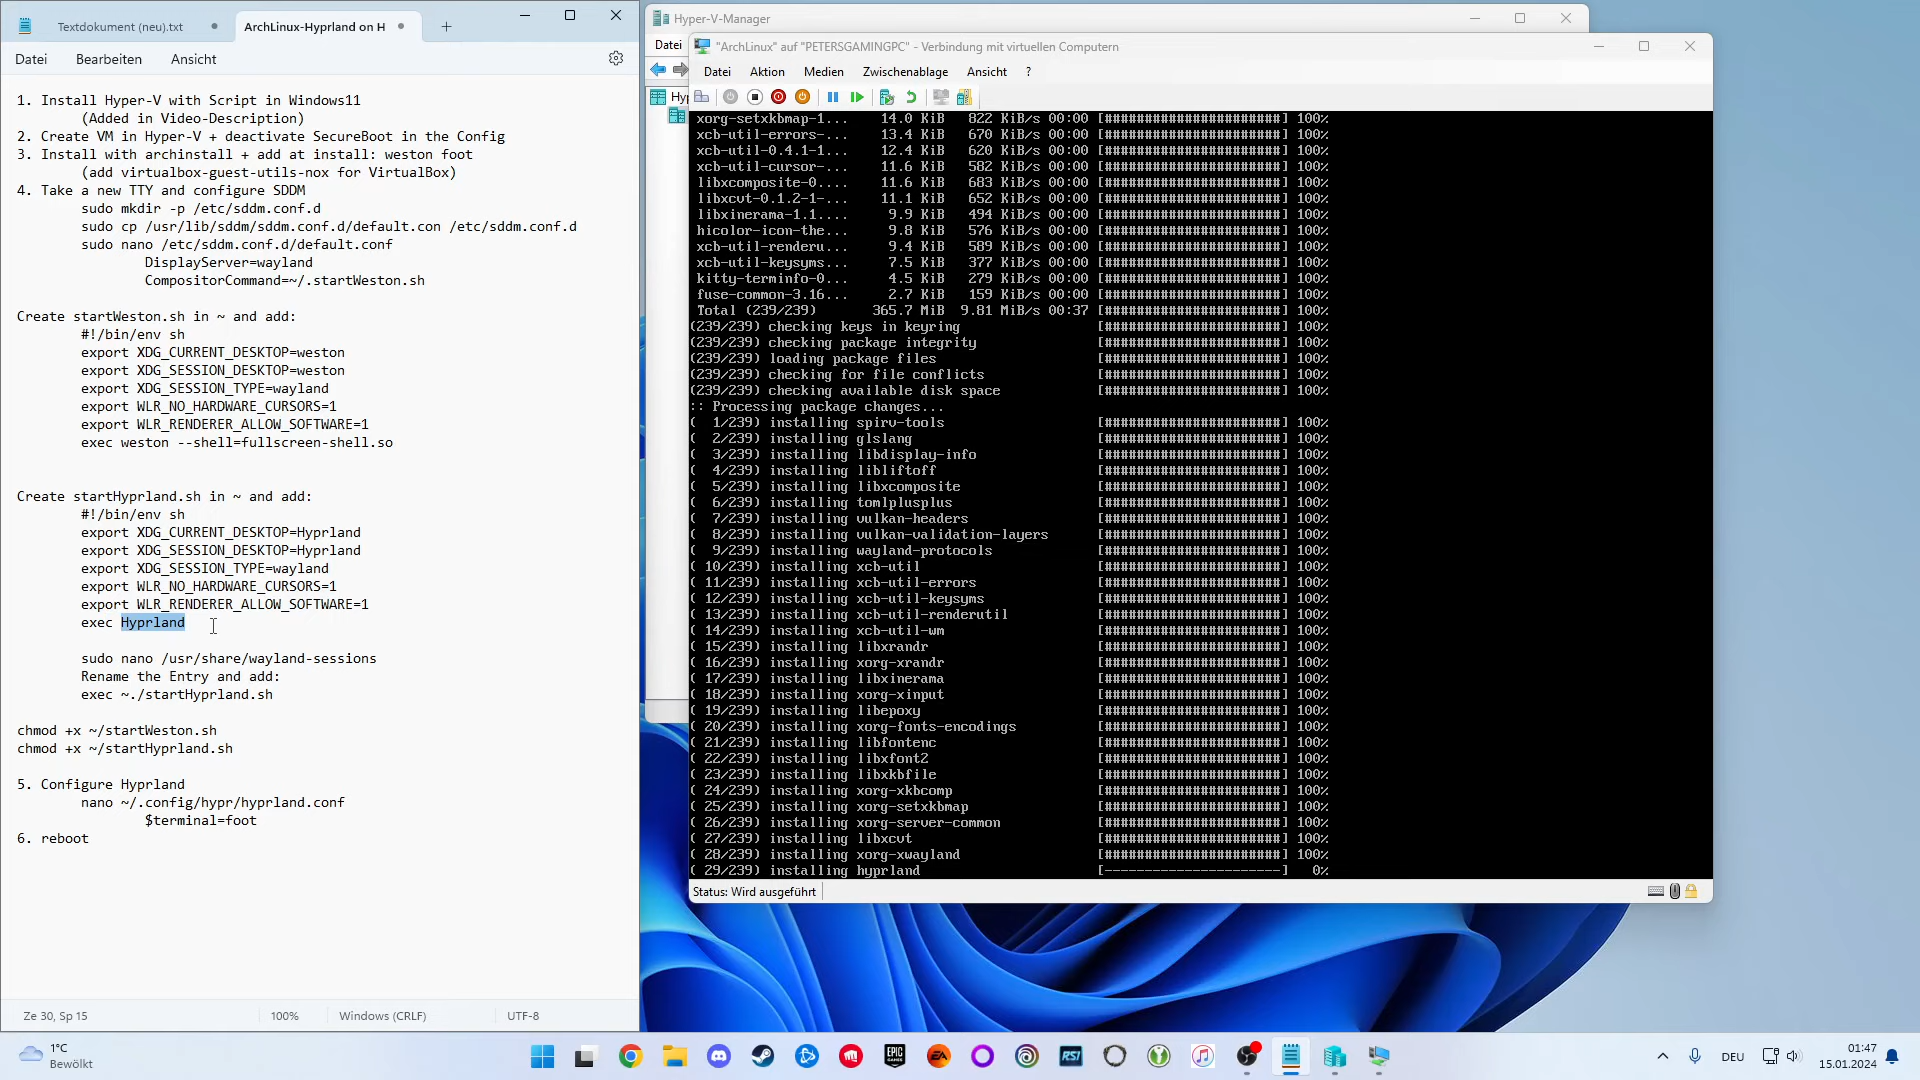 Textdokument (neu).txt
ArchLinux-Hyprland on H
Datei
Bearbeiten
Ansicht
1. Install Hyper-V with Script in Windows11
(Added in Video-Description)
2. Create VM in Hyper-V + deactivate SecureBoot in the Config
3. Install with archinstall + add at install: weston foot
(add virtualbox-guest-utils-nox for VirtualBox)
4. Take a new TTY and configure SDDM
sudo mkdir -p /etc/sddm.conf.d
sudo cp /usr/lib/sddm/sddm.conf.d/default.con /etc/sddm.conf.d
sudo nano /etc/sddm.conf.d/default.conf
DisplayServer=wayland
CompositorCommand=~/.startWeston.sh
Create startWeston.sh in ~ and add:
#!/bin/env sh
export XDG_CURRENT_DESKTOP=weston
export XDG_SESSION_DESKTOP=weston
export XDG_SESSION_TYPE=wayland
export WLR_NO_HARDWARE_CURSORS=1
export WLR_RENDERER_ALLOW_SOFTWARE=1
exec weston --shell=fullscreen-shell.so
Create startHyprland.sh in ~ and add:
#!/bin/env sh
export XDG_CURRENT_DESKTOP=Hyprland
export XDG_SESSION_DESKTOP=Hyprland
export XDG_SESSION_TYPE=wayland
export WLR_NO_HARDWARE_CURSORS=1
export WLR_RENDERER_ALLOW_SOFTWARE=1
exec Hyprland
sudo nano /usr/share/wayland-sessions
Rename the Entry and add:
exec ~./startHyprland.sh
chmod +x ~/startWeston.sh
chmod +x ~/startHyprland.sh
5. Configure Hyprland
nano ~/.config/hypr/hyprland.conf
$terminal=foot
6. reboot
Ze 30, Sp 15
100%
Windows (CRLF)
UTF-8
Hyper-V-Manager
Datei
Hyp
"ArchLinux" auf "PETERSGAMINGPC" - Verbindung mit virtuellen Computern
Datei Aktion Medien Zwischenablage Ansicht ?
xorg-setxkbmap-1... 14.0 KiB 822 KiB/s 00:00 [######################] 100%
xcb-util-errors-... 13.4 KiB 670 KiB/s 00:00 [######################] 100%
xcb-util-0.4.1-1... 12.4 KiB 620 KiB/s 00:00 [######################] 100%
xcb-util-cursor-... 11.6 KiB 582 KiB/s 00:00 [######################] 100%
libxcomposite-0.... 11.6 KiB 683 KiB/s 00:00 [######################] 100%
libxcvt-0.1.2-1-... 11.1 KiB 652 KiB/s 00:00 [######################] 100%
libxinerama-1.1.... 9.9 KiB 494 KiB/s 00:00 [######################] 100%
hicolor-icon-the... 9.8 KiB 576 KiB/s 00:00 [######################] 100%
xcb-util-renderu... 9.4 KiB 589 KiB/s 00:00 [######################] 100%
xcb-util-keysyms... 7.5 KiB 377 KiB/s 00:00 [######################] 100%
kitty-terminfo-0... 4.5 KiB 279 KiB/s 00:00 [######################] 100%
fuse-common-3.16... 2.7 KiB 159 KiB/s 00:00 [######################] 100%
Total (239/239) 365.7 MiB 9.81 MiB/s 00:37 [######################] 100%
(239/239) checking keys in keyring [######################] 100%
(239/239) checking package integrity [######################] 100%
(239/239) loading package files [######################] 100%
(239/239) checking for file conflicts [######################] 100%
(239/239) checking available disk space [######################] 100%
:: Processing package changes...
( 1/239) installing spirv-tools [######################] 100%
( 2/239) installing glslang [######################] 100%
( 3/239) installing libdisplay-info [######################] 100%
( 4/239) installing libliftoff [######################] 100%
( 5/239) installing libxcomposite [######################] 100%
( 6/239) installing tomlplusplus [######################] 100%
( 7/239) installing vulkan-headers [######################] 100%
( 8/239) installing vulkan-validation-layers [######################] 100%
( 9/239) installing wayland-protocols [######################] 100%
( 10/239) installing xcb-util [######################] 100%
( 11/239) installing xcb-util-errors [######################] 100%
( 12/239) installing xcb-util-keysyms [######################] 100%
( 13/239) installing xcb-util-renderutil [######################] 100%
( 14/239) installing xcb-util-wm [######################] 100%
( 15/239) installing libxrandr [######################] 100%
( 16/239) installing xorg-xrandr [######################] 100%
( 17/239) installing libxinerama [######################] 100%
( 18/239) installing xorg-xinput [######################] 100%
( 19/239) installing libepoxy [######################] 100%
( 20/239) installing xorg-fonts-encodings [######################] 100%
( 21/239) installing libfontenc [######################] 100%
( 22/239) installing libxfont2 [######################] 100%
( 23/239) installing libxkbfile [######################] 100%
( 24/239) installing xorg-xkbcomp [######################] 100%
( 25/239) installing xorg-setxkbmap [######################] 100%
( 26/239) installing xorg-server-common [######################] 100%
( 27/239) installing libxcvt [######################] 100%
( 28/239) installing xorg-xwayland [######################] 100%
( 29/239) installing hyprland [----------------------] 0%
Status: Wird ausgeführt
1°C
Bewölkt
EPIC GAMES
EA
RSI
DEU
01:47
15.01.2024